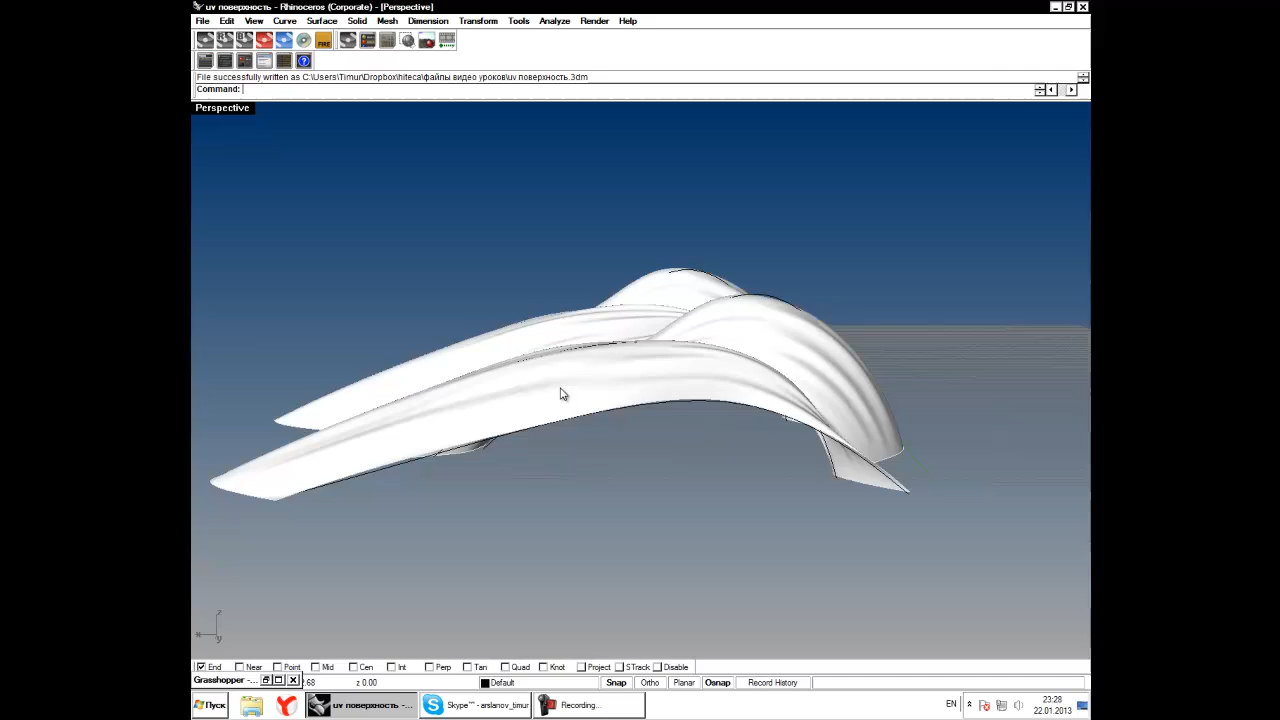 uv поверхность - Rhinoceros (Corporate) - [Perspective]
File Edit View Curve Surface Solid Mesh Dimension Transform Tools Analyze Render Help
FIRE
File successfully written as C:\Users\Timur\Dropbox\hiteca\файлы видео уроков\uv поверхность.3dm
Command:
Perspective
z
x
y
End Near Point Mid Cen Int Perp Tan Quad Knot Project STrack Disable
Grasshopper -... :.68 z 0.00 Default Snap Ortho Planar Osnap Record History
Пуск uv поверхность -... Skype™ - arslanov_timur Recording... EN 23:28
22.01.2013